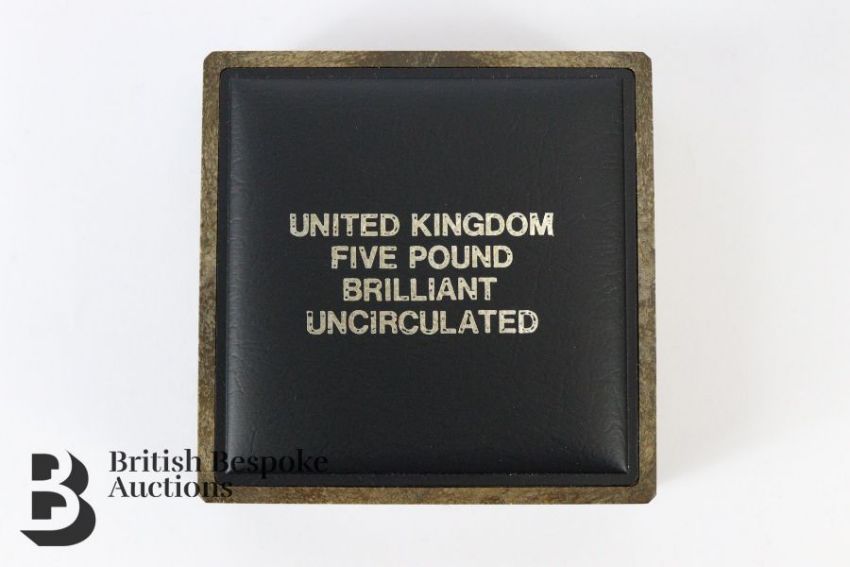 UNITED KINGDOM
FIVE POUND
BRILLIANT
UNCIRCULATED
British Bespoke
Auctions